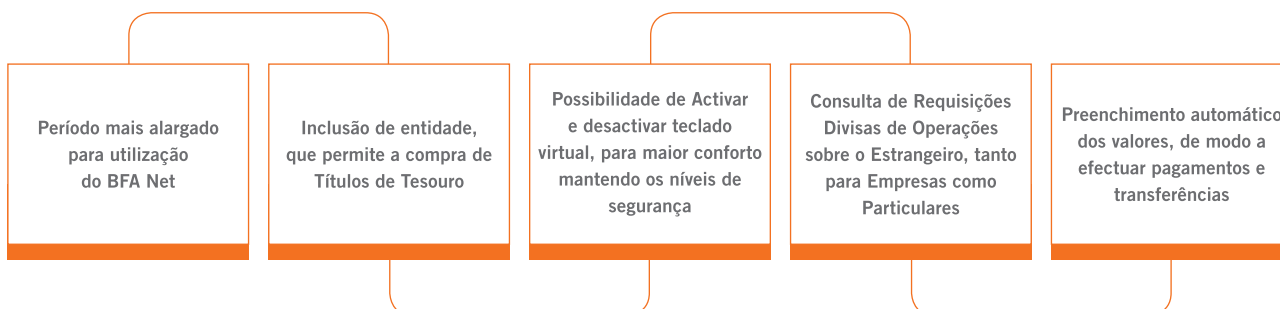 Período mais alargado
para utilização
do BFA Net
Inclusão de entidade,
que permite a compra de
Títulos de Tesouro
Possibilidade de Activar
e desactivar teclado
virtual, para maior conforto
mantendo os níveis de
segurança
Consulta de Requisições
Divisas de Operações
sobre o Estrangeiro, tanto
para Empresas como
Particulares
Preenchimento automático
dos valores, de modo a
efectuar pagamentos e
transferências